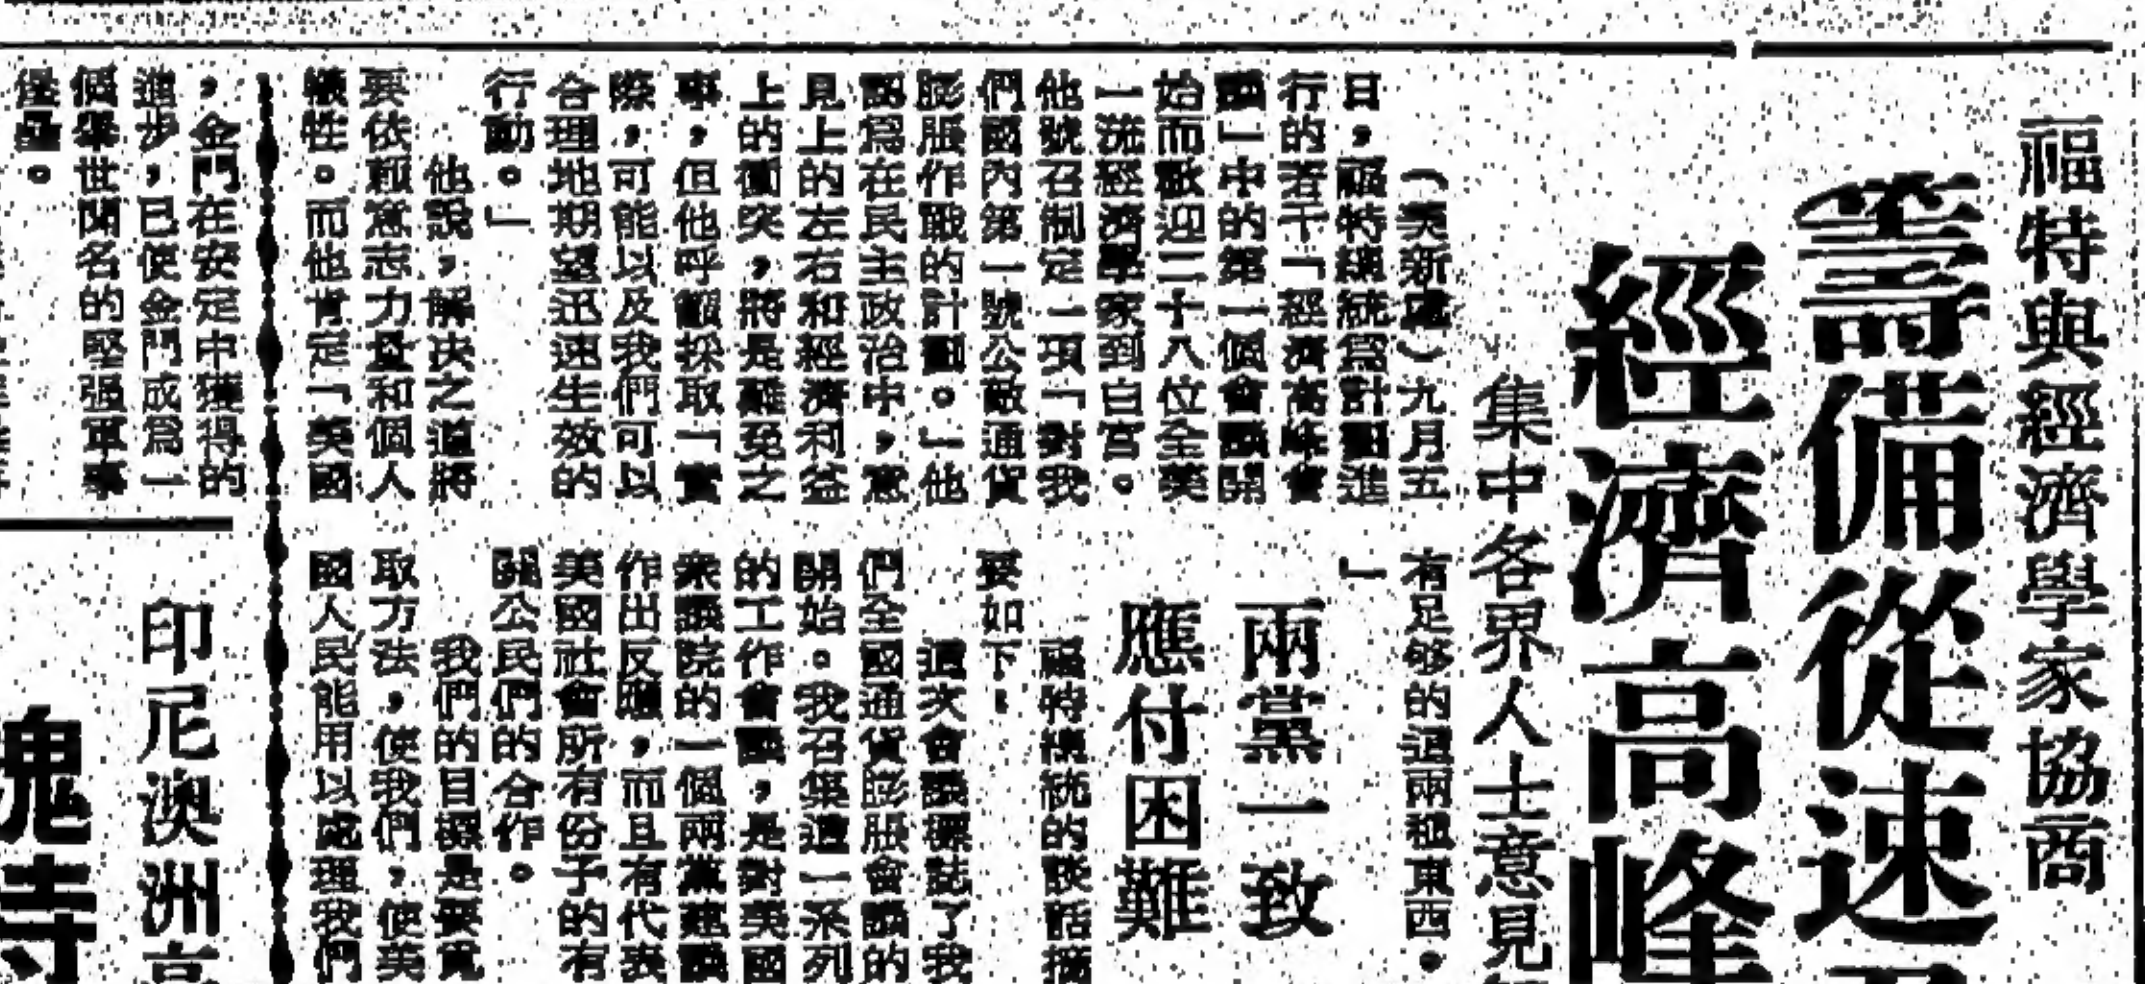 福特與經濟學家協商
籌備從速召
經濟高峰
集中各界人士意見
（美新處）九月五
日，福特總統爲計劃進
行的若干「經濟高峰會
議」中的第一個會議開
始而歡迎二十八位全美
一流經濟學家到白宮。
他號召制定一項「對我
們國內第一號公敵通貨
膨脹作戰的計劃。」他
認爲在民主政治中，意
見上的左右和經濟利益
上的衝突，將是難免之
事，但他呼籲採取「實
際，可能以及我們可以
合理地期望迅速生效的
行動。」
他說，解決之道將
要依賴意志力量和個人
犧牲。而他肯定「美國
有足够的這兩種東西。
」
兩黨一致
應付困難
福特總統的談話摘
要如下：
這次會議標誌了我
們全國通貨膨脹會議的
開始。我召集這一系列
的工作會議，是對美國
衆議院的一個兩黨建議
作出反應，而且有代表
美國社會所有份子的有
關公民們的合作。
我們的目標是要覓
取方法，使我們，使美
國人民能用以處理我們
，金門在安定中獲得的
進步，已使金門成爲一
個舉世聞名的堅强軍事
堡壘。
印尼澳洲
塊寺